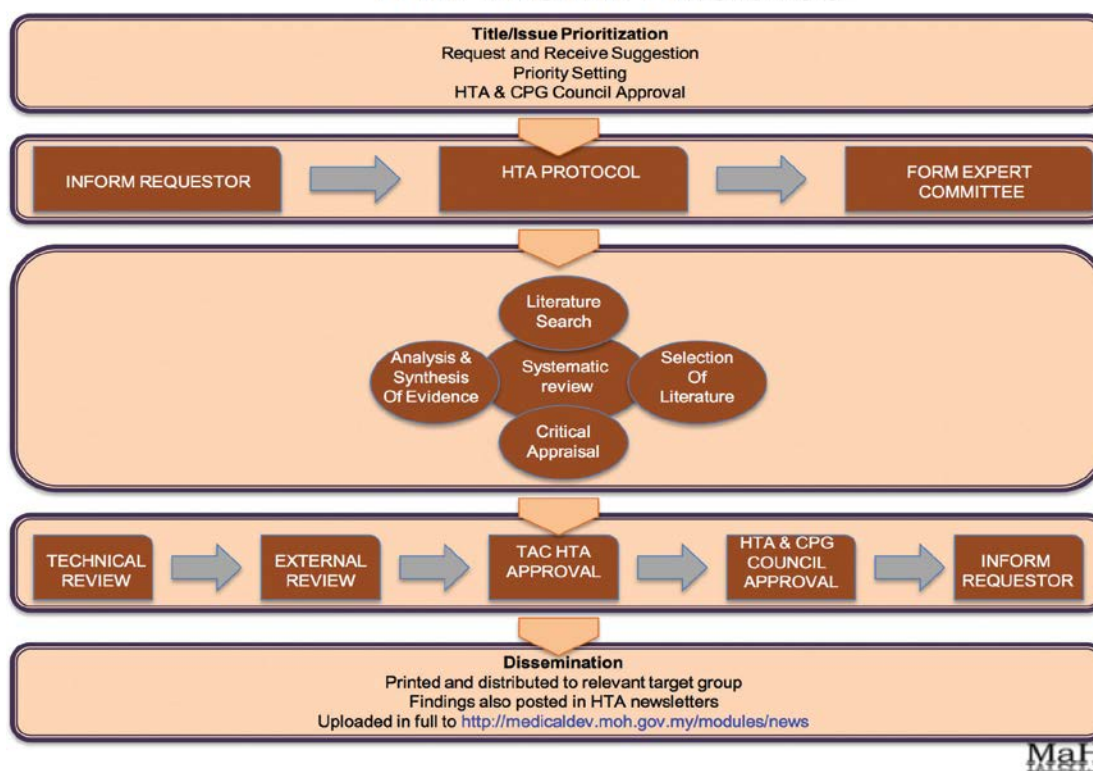 Title/Issue Prioritization
Request and Receive Suggestion
Priority Setting
HTA & CPG Council Approval
INFORM REQUESTOR
HTA PROTOCOL
FORM EXPERT
COMMITTEE
Literature
Search
Analysis &
Synthesis
Of Evidence
Systematic
review
Selection
Of
Literature
Critical
Appraisal
TECHNICAL
REVIEW
EXTERNAL
REVIEW
TAC HTA
APPROVAL
HTA & CPG
COUNCIL
APPROVAL
INFORM
REQUESTOR
Dissemination
Printed and distributed to relevant target group
Findings also posted in HTA newsletters
Uploaded in full to http://medicaldev.moh.gov.my/modules/news